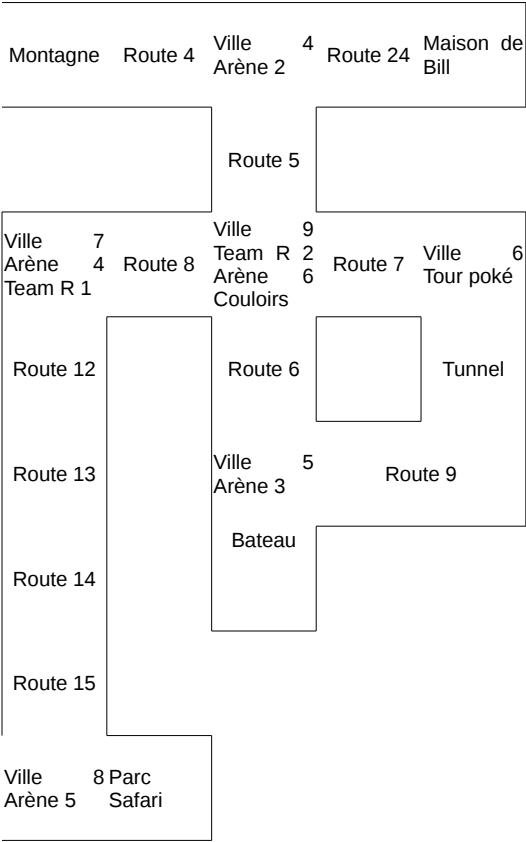 Montagne
Route 4
Ville 4
Arène 2
Route 24
Maison de
Bill
Route 5
Ville 7
Arène 4
Team R 1
Route 8
Ville 9
Team R 2
Arène 6
Couloirs
Route 7
Ville 6
Tour poké
Route 12
Route 6
Tunnel
Route 13
Ville 5
Arène 3
Route 9
Bateau
Route 14
Route 15
Ville 8
Arène 5
Parc
Safari